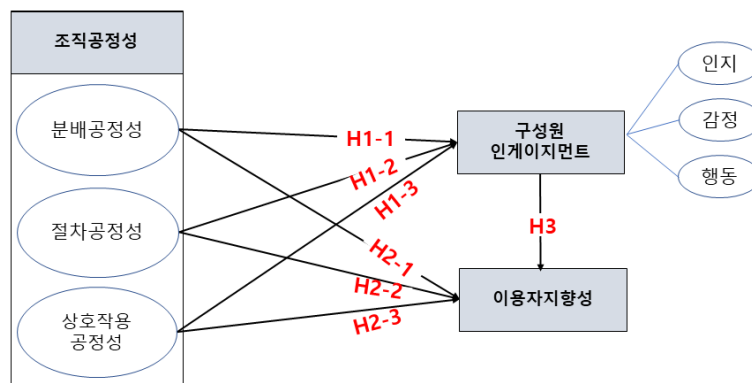 조직공정성
분배공정성
절차공정성
상호작용
공정성
H1-1
H1-2
H1-3
H2-1
H2-2
H2-3
구성원
인게이지먼트
H3
이용자지향성
인지
감정
행동